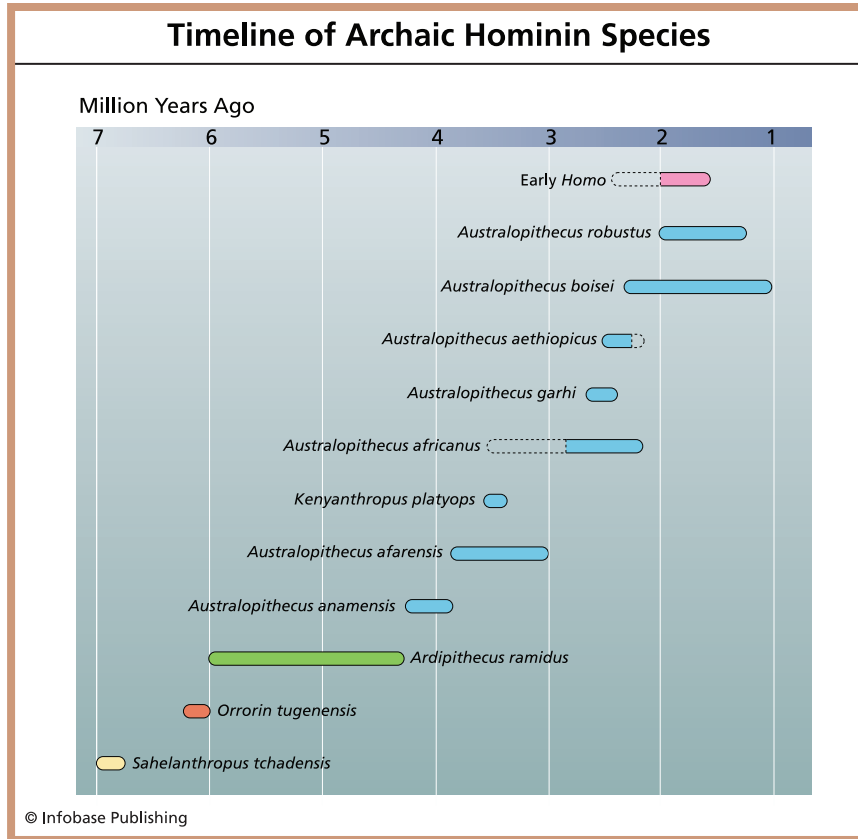 Timeline of Archaic Hominin Species
Million Years Ago
7 6 5 4 3 2 1
Early Homo
Australopithecus robustus
Australopithecus boisei
Australopithecus aethiopicus
Australopithecus garhi
Australopithecus africanus
Kenyanthropus platyops
Australopithecus afarensis
Australopithecus anamensis
Ardipithecus ramidus
Orrorin tugenensis
Sahelanthropus tchadensis
© Infobase Publishing